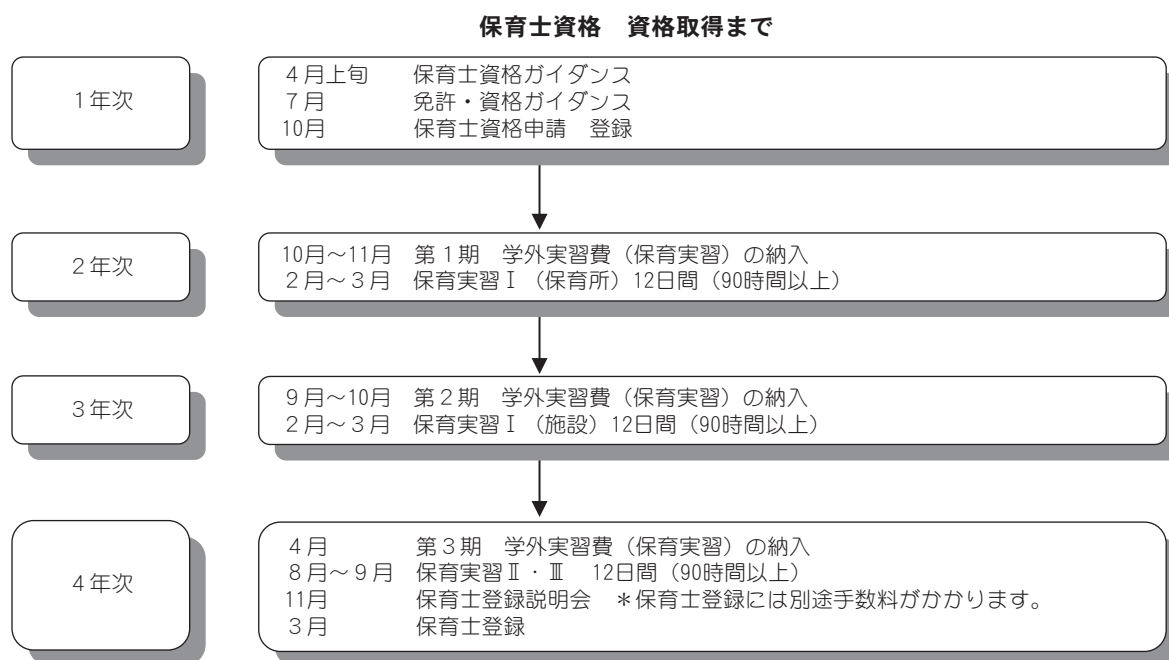 保育士資格　資格取得まで
１年次
４月上旬　保育士資格ガイダンス
７月　免許・資格ガイダンス
10月　保育士資格申請　登録
２年次
10月～11月　第１期　学外実習費（保育実習）の納入
２月～３月　保育実習Ⅰ（保育所）12日間（90時間以上）
３年次
９月～10月　第２期　学外実習費（保育実習）の納入
２月～３月　保育実習Ⅰ（施設）12日間（90時間以上）
４年次
４月　第３期　学外実習費（保育実習）の納入
８月～９月　保育実習Ⅱ・Ⅲ　12日間（90時間以上）
11月　保育士登録説明会　＊保育士登録には別途手数料がかかります。
３月　保育士登録